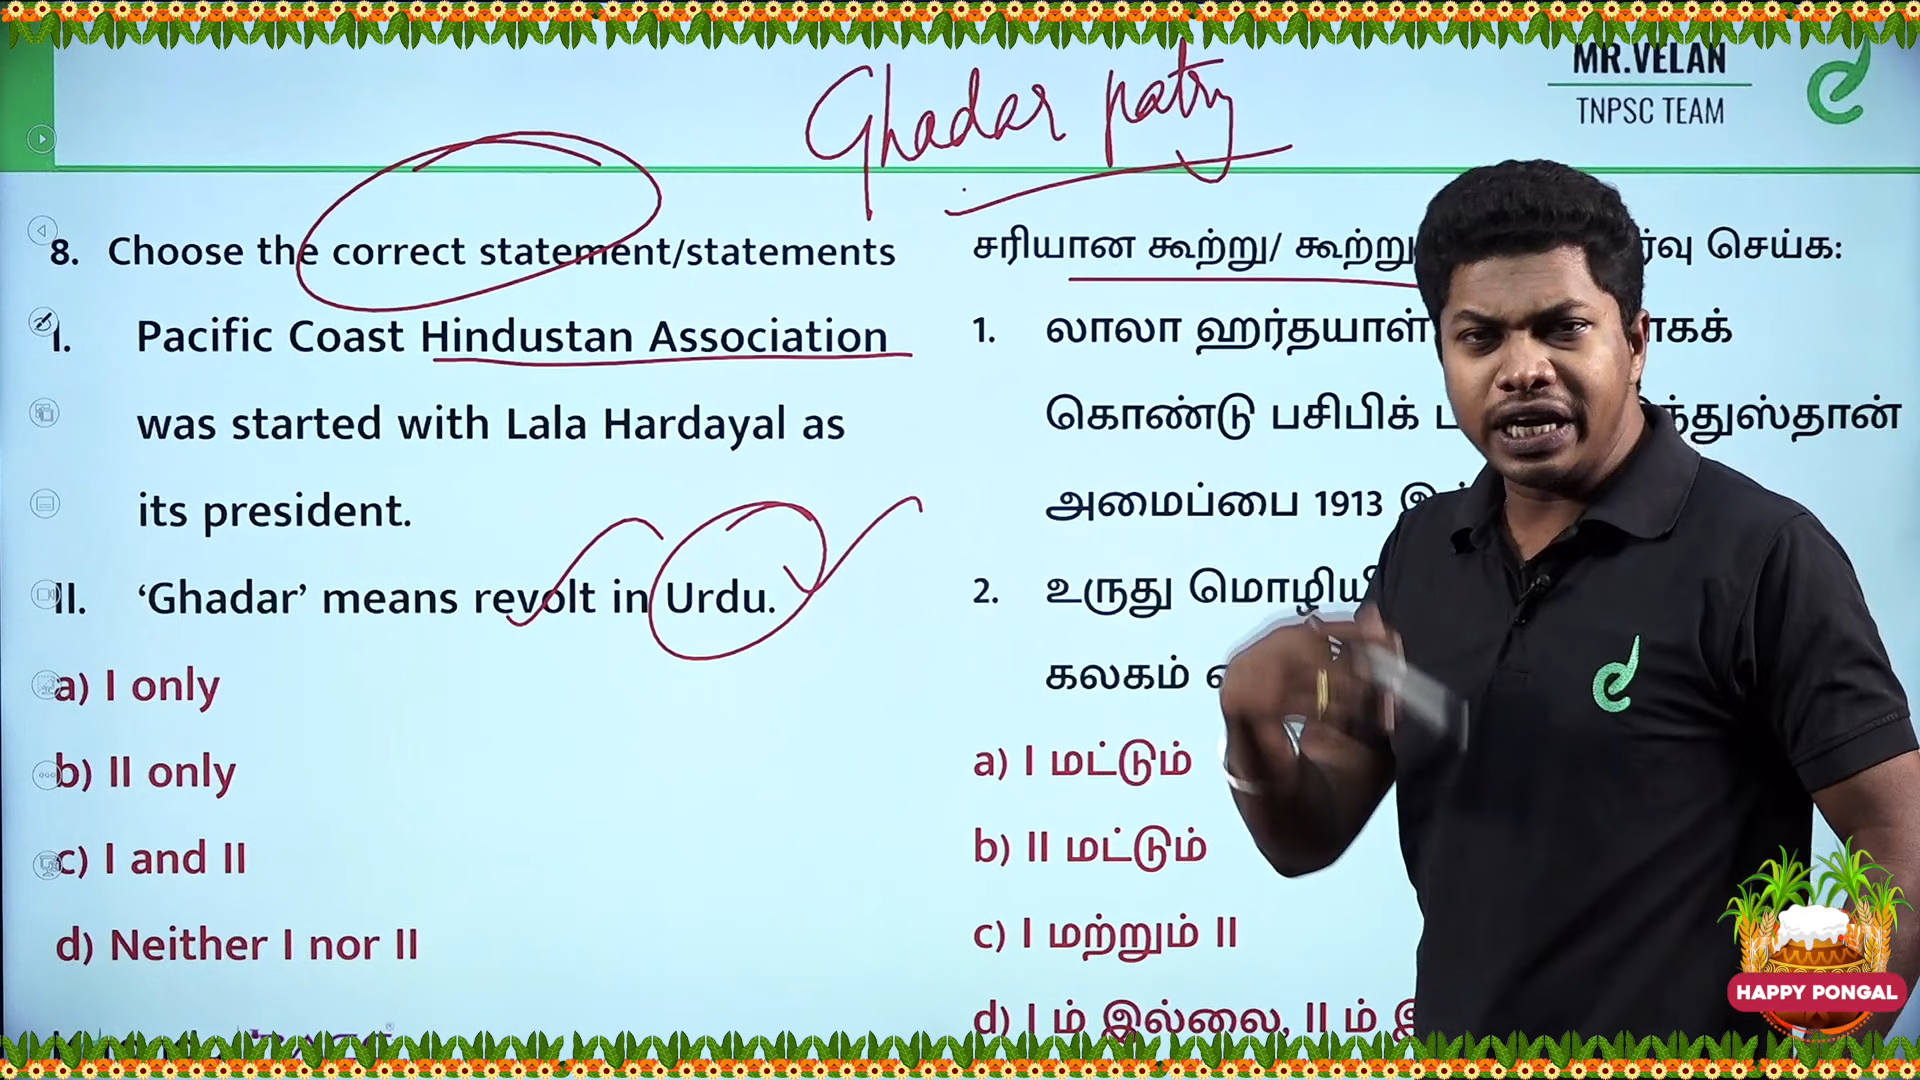 MR.VELAN
TNPSC TEAM
Ghadar
8. Choose the correct statement/statements
I. Pacific Coast Hindustan Association
was started with Lala Hardayal as
its president.
II. ‘Ghadar’ means revolt in Urdu.
a) I only
b) II only
c) I and II
d) Neither I nor II
சரியான கூற்று/ கூற்று செய்க:
1. லாலா ஹர்தயாள்
கொண்டு பசிபிக்
அமைப்பை 1913
2. உருது
கலகம்
a) I மட்டும்
b) II மட்டும்
c) I மற்றும் II
d) I ம் இல்லை, II ம்
HAPPY PONGAL